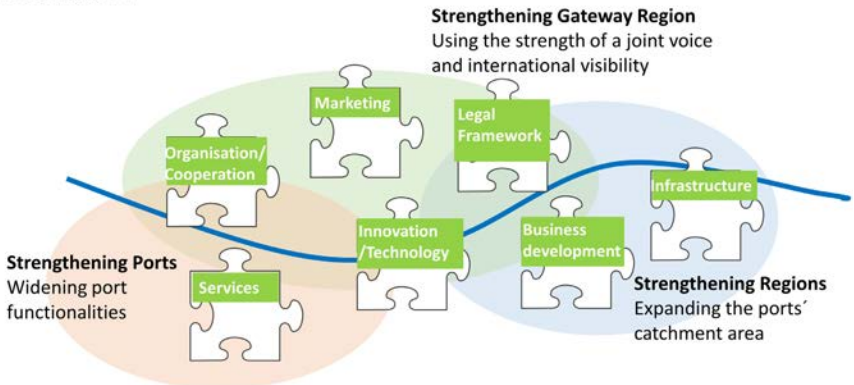 Strengthening Gateway Region
Using the strength of a joint voice
and international visibility
Marketing
Legal
Framework
Organisation/
Cooperation
Infrastructure
Innovation
/Technology
Business
development
Strengthening Ports
Widening port
functionalities
Services
Strengthening Regions
Expanding the ports´
catchment area